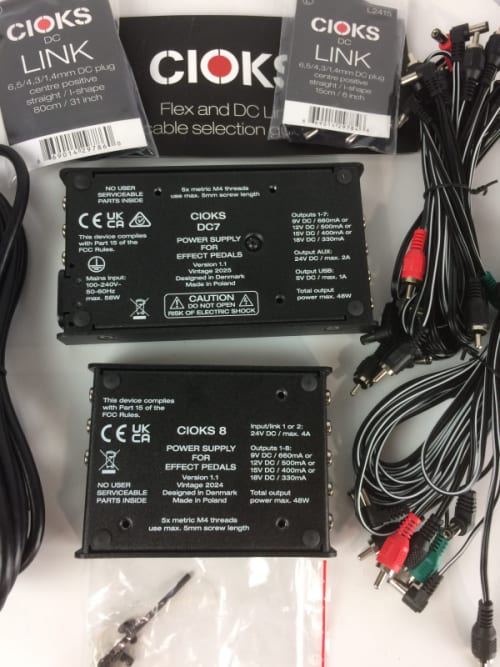 CIOKS
DC
LINK
6,5/4,3/1,4mm DC plug
centre positive
straight / I-shape
80cm / 31 inch
CIOKS
Flex and DC Li
cable selection gu
L2415
CIOKS
DC
LINK
6,5/4,3/1,4mm DC plug
centre positive
straight / I-shape
15cm / 6 inch
NO USER
SERVICEABLE
PARTS INSIDE
5x metric M4 threads
use max. 5mm screw length
CE UK
CA
This device complies
with Part 15 of the
FCC Rules.
Mains input:
100-240V~
50-60Hz
max. 58W
CIOKS
DC7
POWER SUPPLY
FOR
EFFECT PEDALS
Version 1.1
Vintage 2025
Designed in Denmark
Made in Poland
CAUTION
DO NOT OPEN
RISK OF ELECTRIC SHOCK
Outputs 1-7:
9V DC / 660mA or
12V DC / 500mA or
15V DC / 400mA or
18V DC / 330mA
Output AUX:
24V DC / max. 2A
Output USB:
5V DC / max. 1A
Total output
power max. 48W
This device complies
with Part 15 of the
FCC Rules.
CE UK
CA
NO USER
SERVICEABLE
PARTS INSIDE
CIOKS 8
POWER SUPPLY
FOR
EFFECT PEDALS
Version 1.1
Vintage 2024
Designed in Denmark
Made in Poland
Input/link 1 or 2:
24V DC / max. 4A
Outputs 1-8:
9V DC / 660mA or
12V DC / 500mA or
15V DC / 400mA or
18V DC / 330mA
Total output
power max. 48W
5x metric M4 threads
use max. 5mm screw length